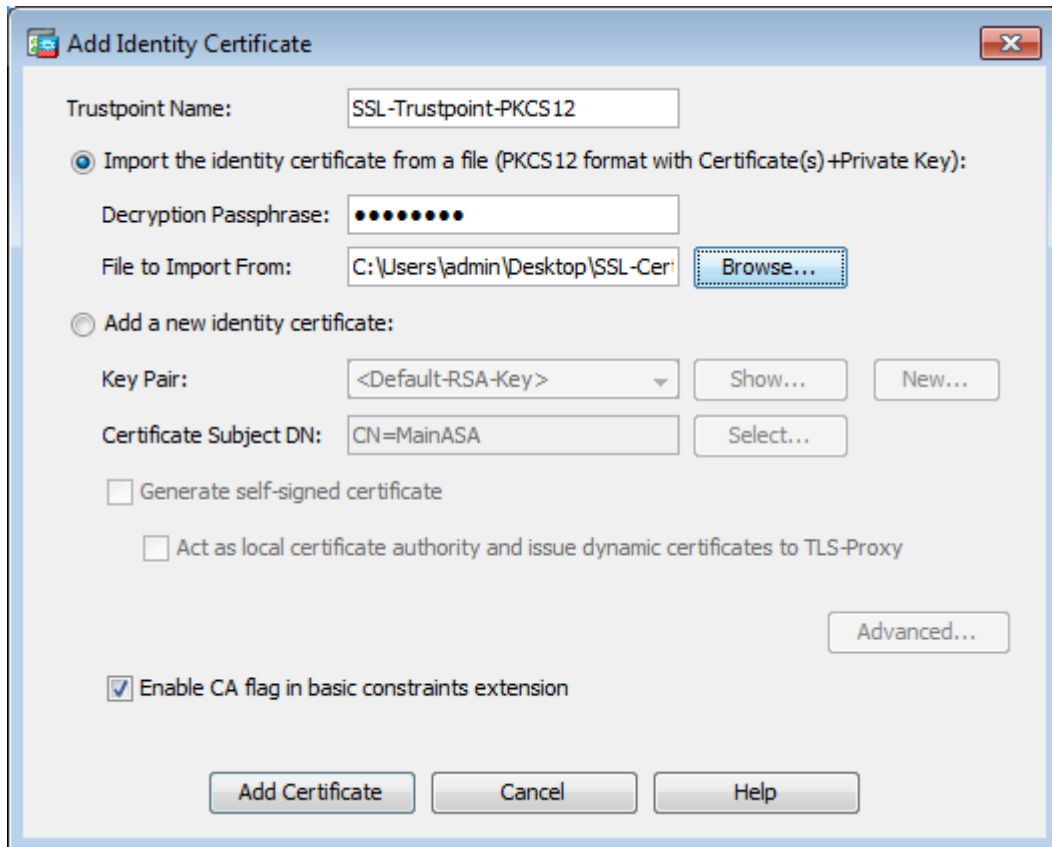 Add Identity Certificate
Trustpoint Name: SSL-Trustpoint-PKCS12
Import the identity certificate from a file (PKCS12 format with Certificate(s)+Private Key):
Decryption Passphrase: ●●●●●●●●
File to Import From: C:\Users\admin\Desktop\SSL-Cert Browse...
Add a new identity certificate:
Key Pair: <Default-RSA-Key> Show... New...
Certificate Subject DN: CN=MainASA Select...
Generate self-signed certificate
Act as local certificate authority and issue dynamic certificates to TLS-Proxy
Advanced...
Enable CA flag in basic constraints extension
Add Certificate Cancel Help